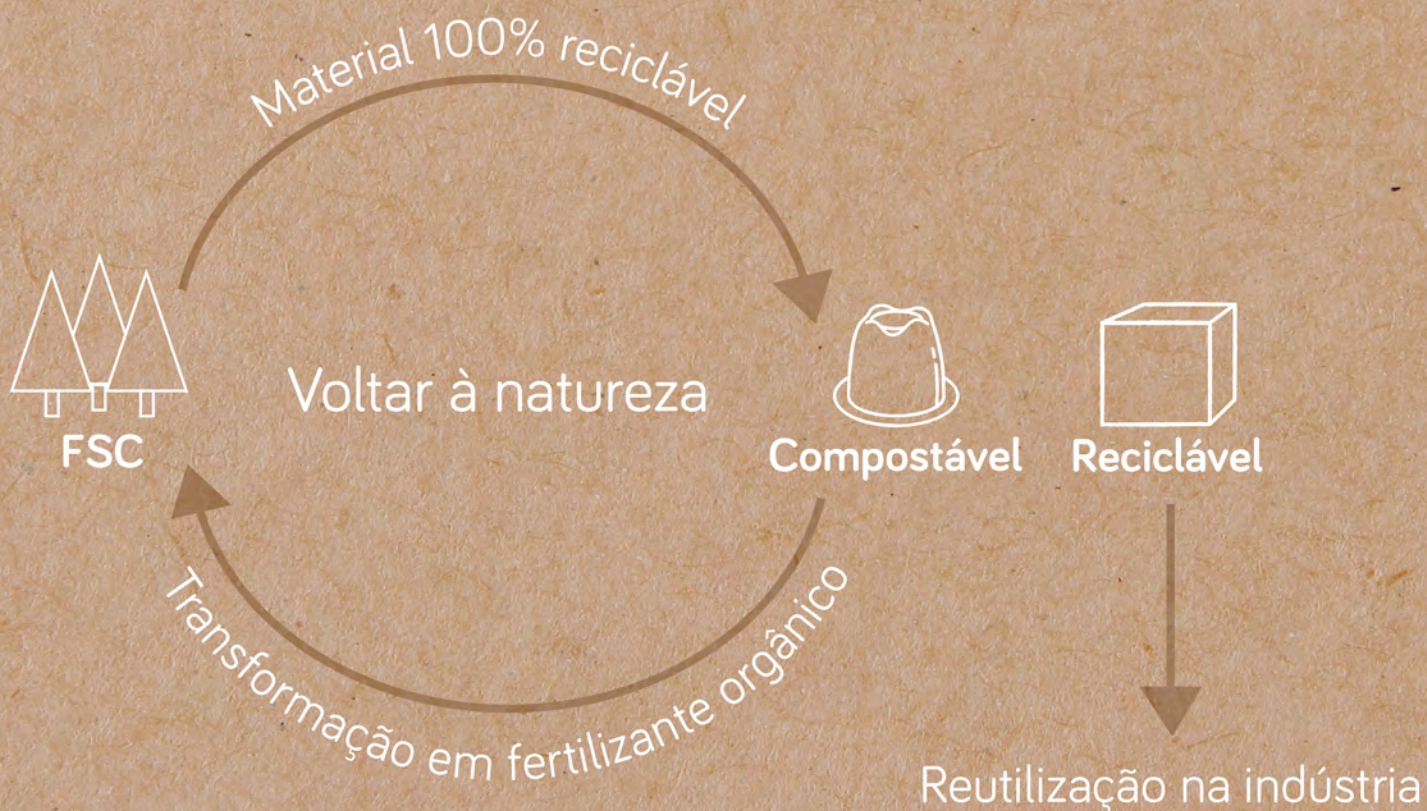 Material 100% reciclável
Voltar à natureza
FSC
Compostável
Reciclável
Transformação em fertilizante orgânico
Reutilização na indústria